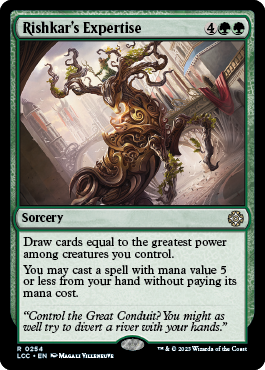 Rishkar's Expertise 4
Sorcery
Draw cards equal to the greatest power
among creatures you control.
You may cast a spell with mana value 5
or less from your hand without paying its
mana cost.
“Control the Great Conduit? You might as
well try to divert a river with your hands.”
R 0254
LCC • EN Magali Villeneuve
™ & © 2023 Wizards of the Coast